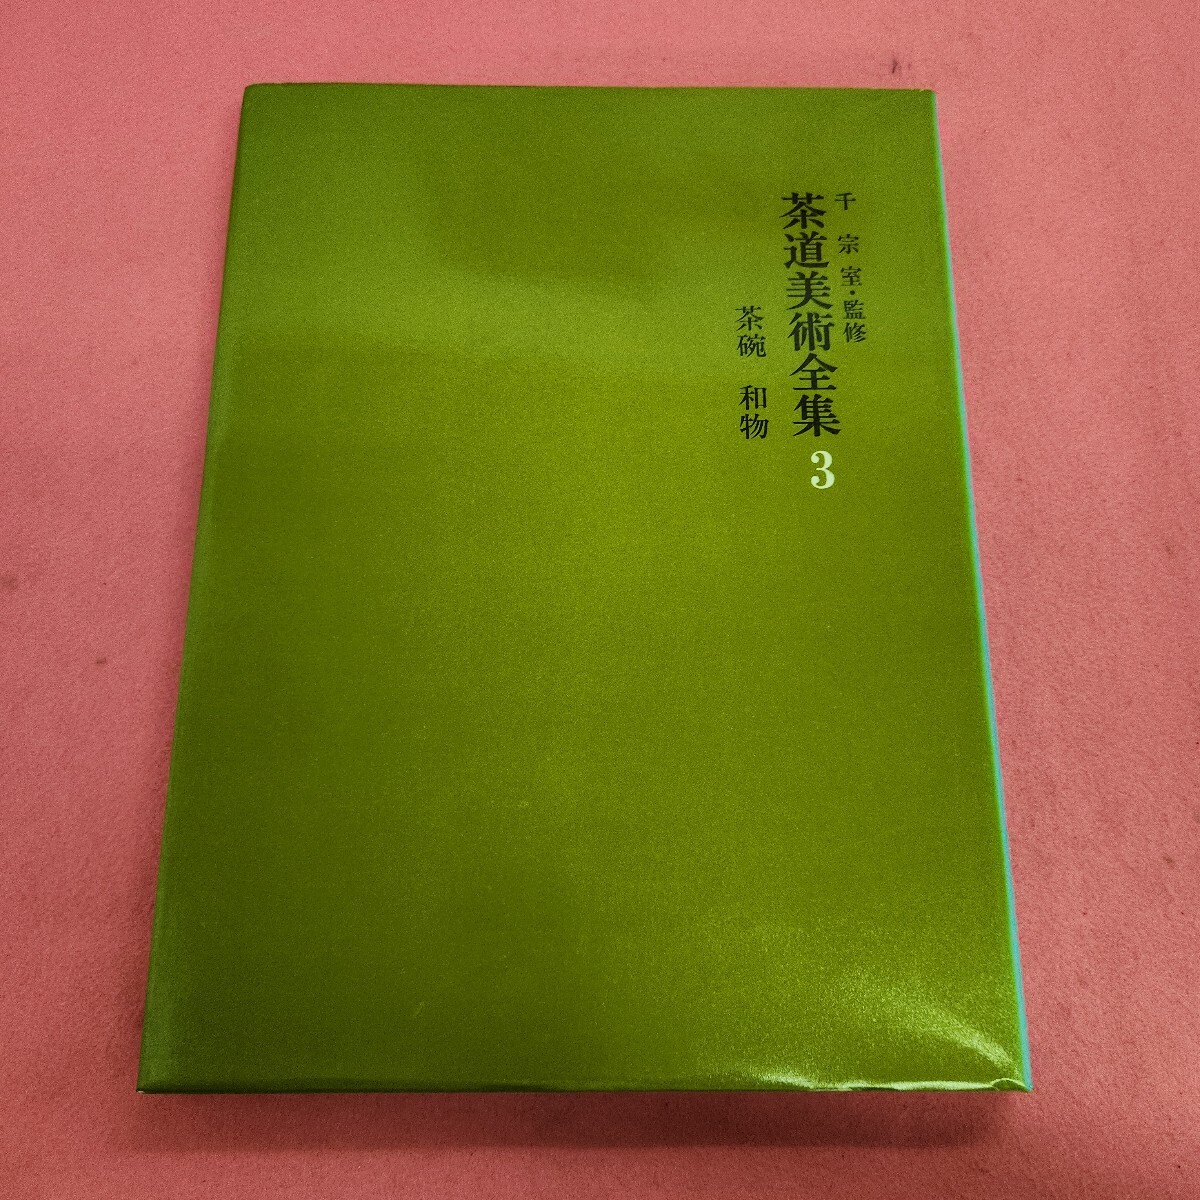 千 宗 室・監修
茶道美術全集 3
茶碗 和物